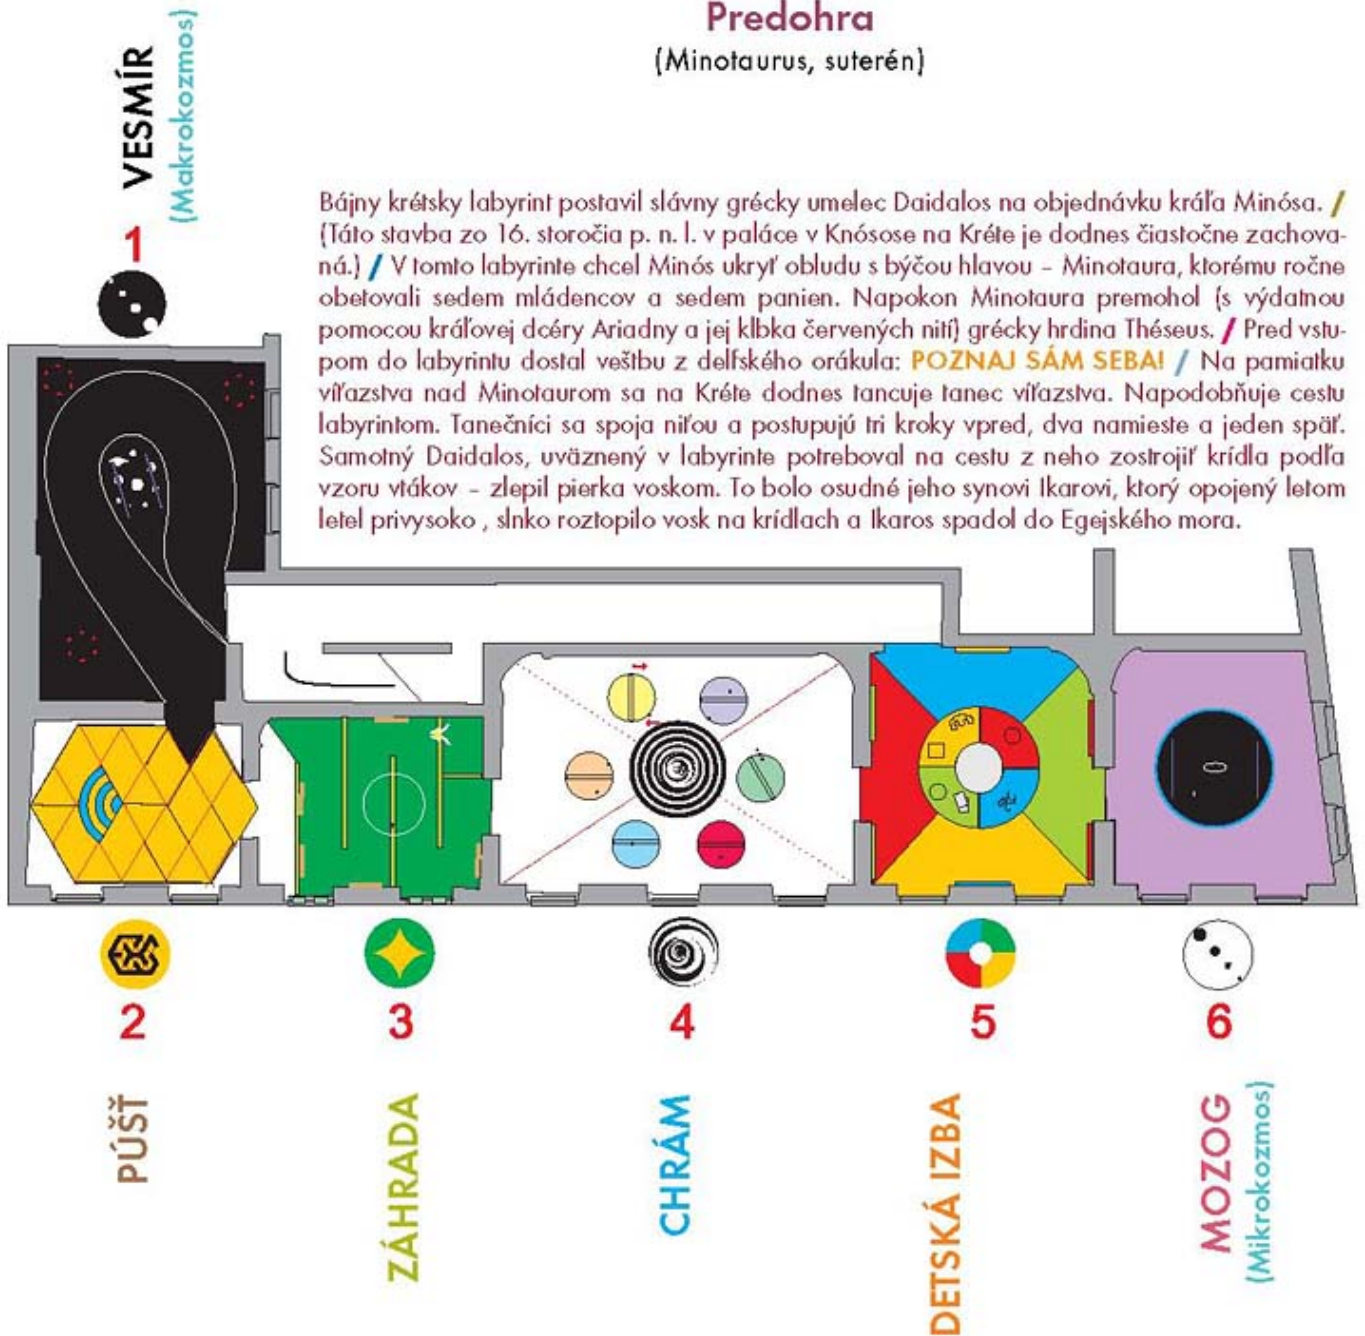 Predohra
(Minotaurus, suterén)
VESMÍR
(Makrokozmos)
1
Bájny krétsky labyrint postavil slávny grécky umelec Daidalos na objednávku kráľa Minósa. /
(Táto stavba zo 16. storočia p. n. l. v paláce v Knósose na Kréte je dodnes čiastočne zachova-
ná.) / V tomto labyrinte chcel Minós ukryť obludu s býčou hlavou – Minotaura, ktorému ročne
obetovali sedem mládencov a sedem panien. Napokon Minotaura premohol (s výdatnou
pomocou kráľovej dcéry Ariadny a jej kĺbka červených nití) grécky hrdina Théseus. / Pred vstu-
pom do labyrintu dostal veštbu z delfského orákula: POZNAJ SÁM SEBA! / Na pamiatku
víťazstva nad Minotaurom sa na Kréte dodnes tancuje tanec víťazstva. Napodobňuje cestu
labyrintom. Tanečníci sa spoja niťou a postupujú tri kroky vpred, dva namieste a jeden späť.
Samotný Daidalos, uväznený v labyrinte potreboval na cestu z neho zostrojiť krídla podľa
vzoru vtákov – zlepil pierka voskom. To bolo osudné jeho synovi Ikarovi, ktorý opojený letom
letel privysoko , slnko roztopilo vosk na krídlach a Ikaros spadol do Egejského mora.
2
PÚŠŤ
3
ZÁHRADA
4
CHRÁM
5
DETSKÁ IZBA
6
MOZOG
(Mikrokozmos)